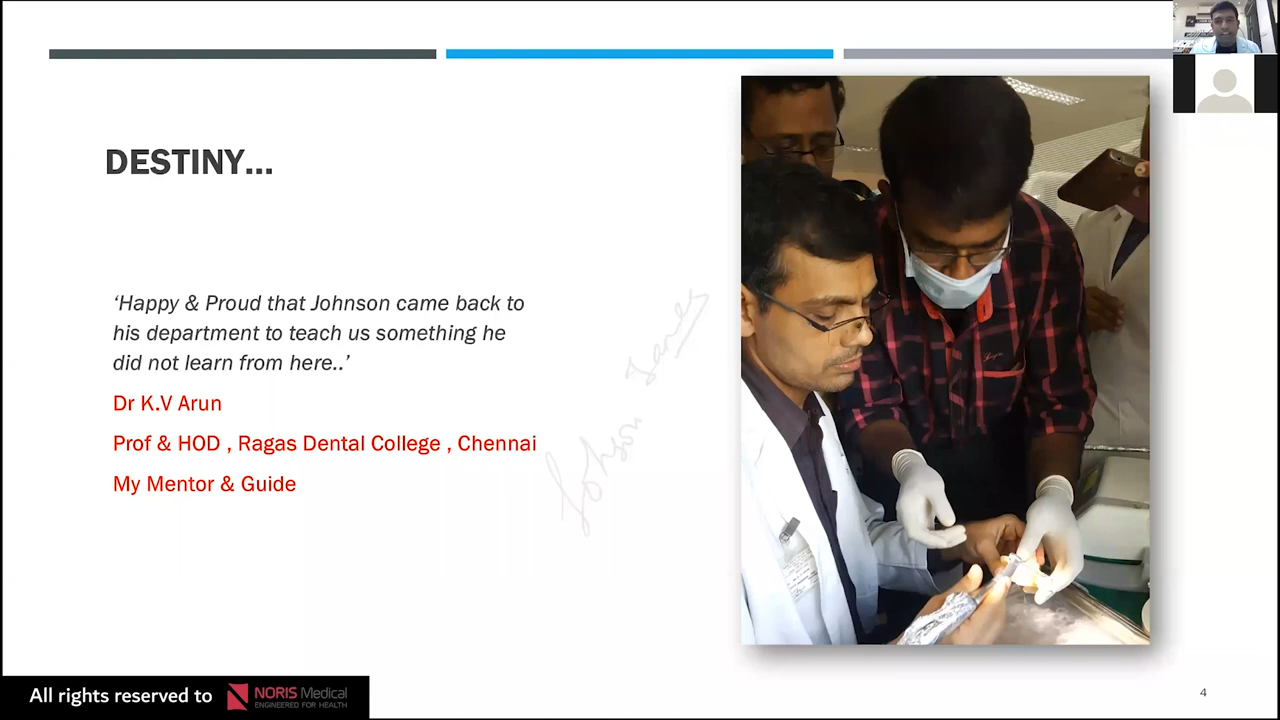 DESTINY...
‘Happy & Proud that Johnson came back to
his department to teach us something he
did not learn from here..’
Dr K.V Arun
Prof & HOD , Ragas Dental College , Chennai
My Mentor & Guide
Johnson James
All rights reserved to
NORIS Medical
ENGINEERED FOR HEALTH
4